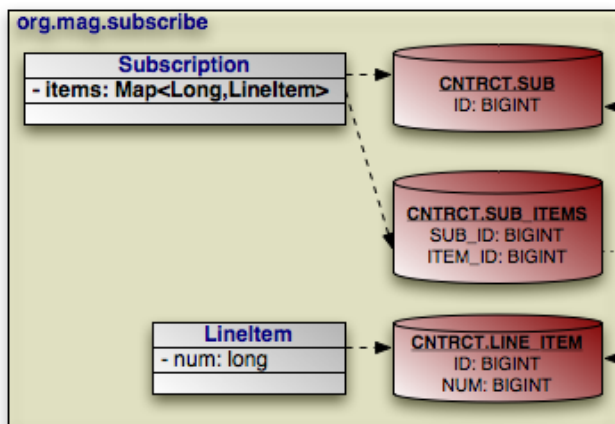 org.mag.subscribe
Subscription
- items: Map<Long,LineItem>
CNTRCT.SUB
ID: BIGINT
CNTRCT.SUB_ITEMS
SUB_ID: BIGINT
ITEM_ID: BIGINT
LineItem
- num: long
CNTRCT.LINE_ITEM
ID: BIGINT
NUM: BIGINT